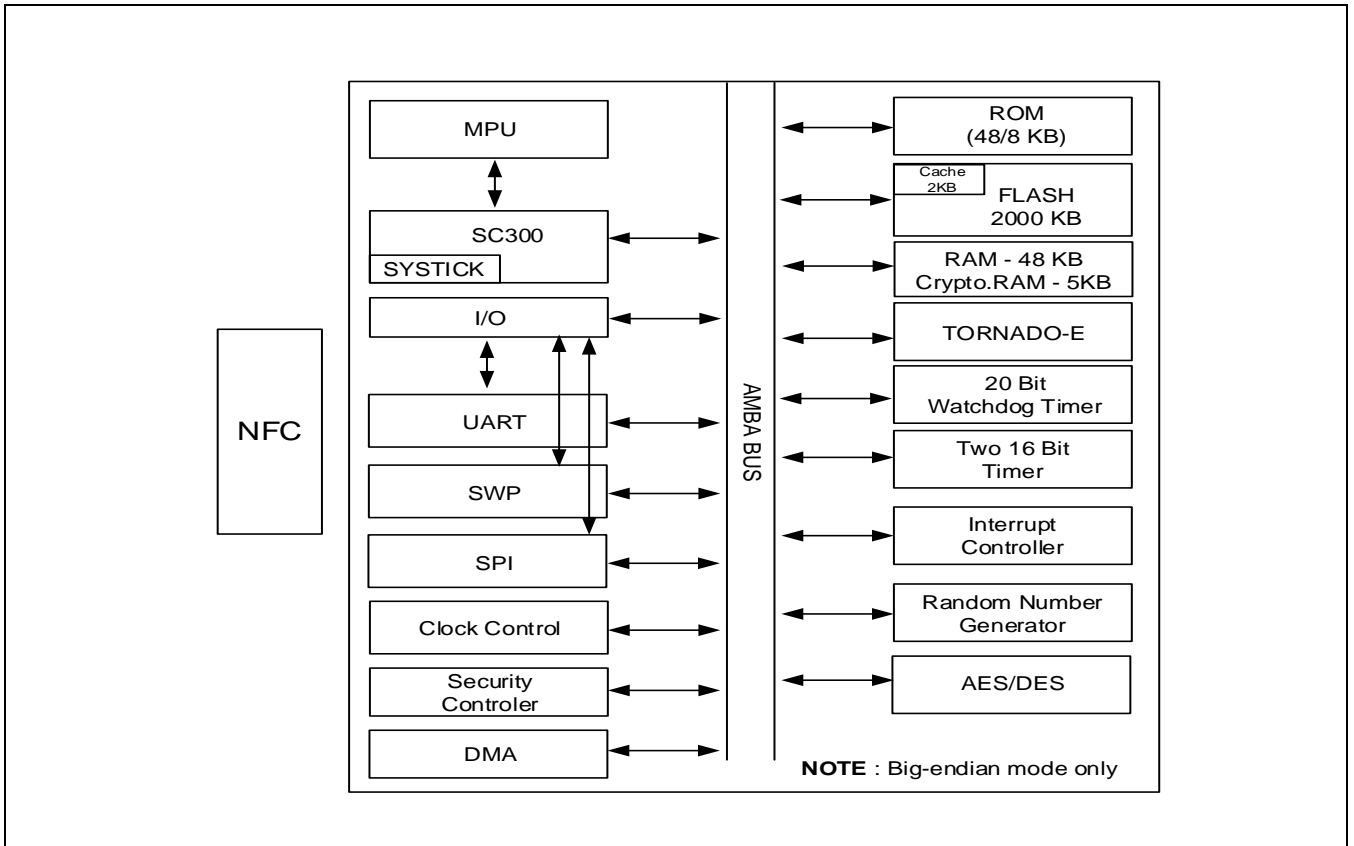 NFC
MPU
SC300
SYSTICK
I/O
UART
SWP
SPI
Clock Control
Security
Controler
DMA
AMBA BUS
ROM
(48/8 KB)
Cache
2KB
FLASH
2000 KB
RAM - 48 KB
Crypto.RAM - 5KB
TORNADO-E
20 Bit
Watchdog Timer
Two 16 Bit
Timer
Interrupt
Controller
Random Number
Generator
AES/DES
NOTE : Big-endian mode only